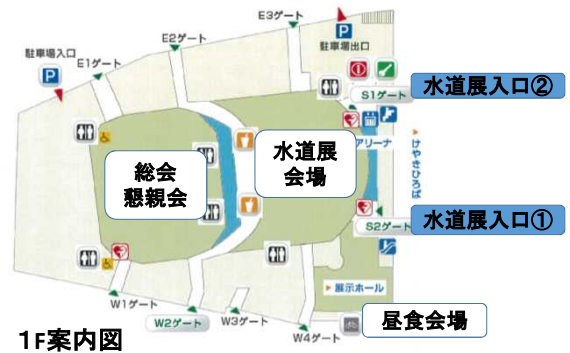 E3ゲート
E2ゲート
P
駐車場出口
駐車場入口
P
E1ゲート
S1ゲート
水道展入口②
アリーナ
けやきひろば
総会
懇親会
水道展
会場
S2ゲート
水道展入口①
展示ホール
W1ゲート
W2ゲート
W3ゲート
W4ゲート
昼食会場
1F案内図